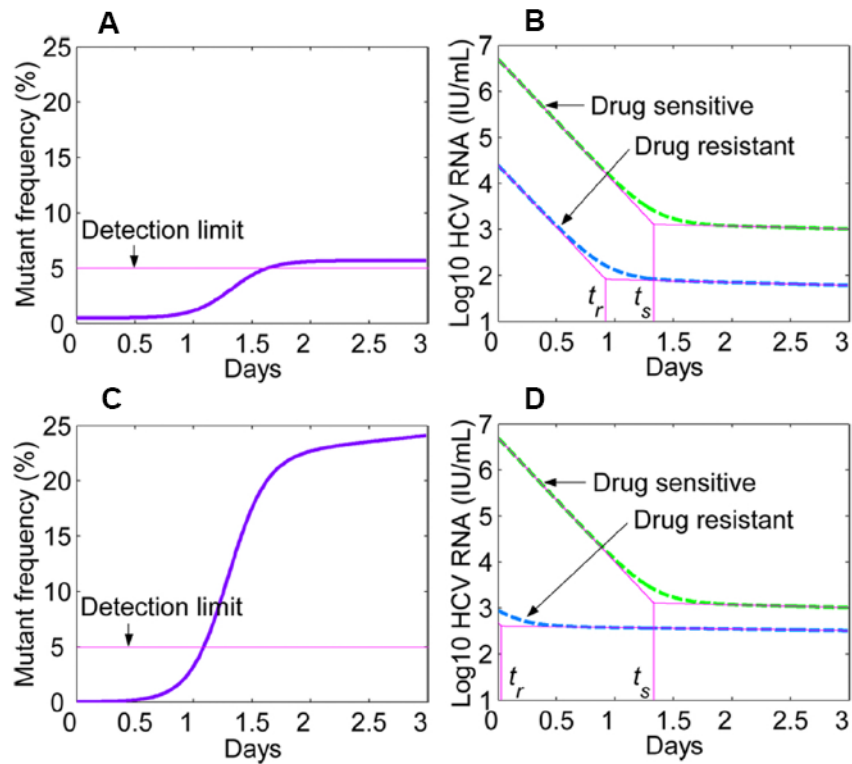 A
Mutant frequency (%)
25
20
15
10
5
0
Detection limit
0 0.5 1 1.5 2 2.5 3
Days
B
Log10 HCV RNA (IU/mL)
7
6
5
4
3
2
1
Drug sensitive
Drug resistant
tr ts
0 0.5 1 1.5 2 2.5 3
Days
C
Mutant frequency (%)
25
20
15
10
5
0
Detection limit
0 0.5 1 1.5 2 2.5 3
Days
D
Log10 HCV RNA (IU/mL)
7
6
5
4
3
2
1
Drug sensitive
Drug resistant
tr ts
0 0.5 1 1.5 2 2.5 3
Days